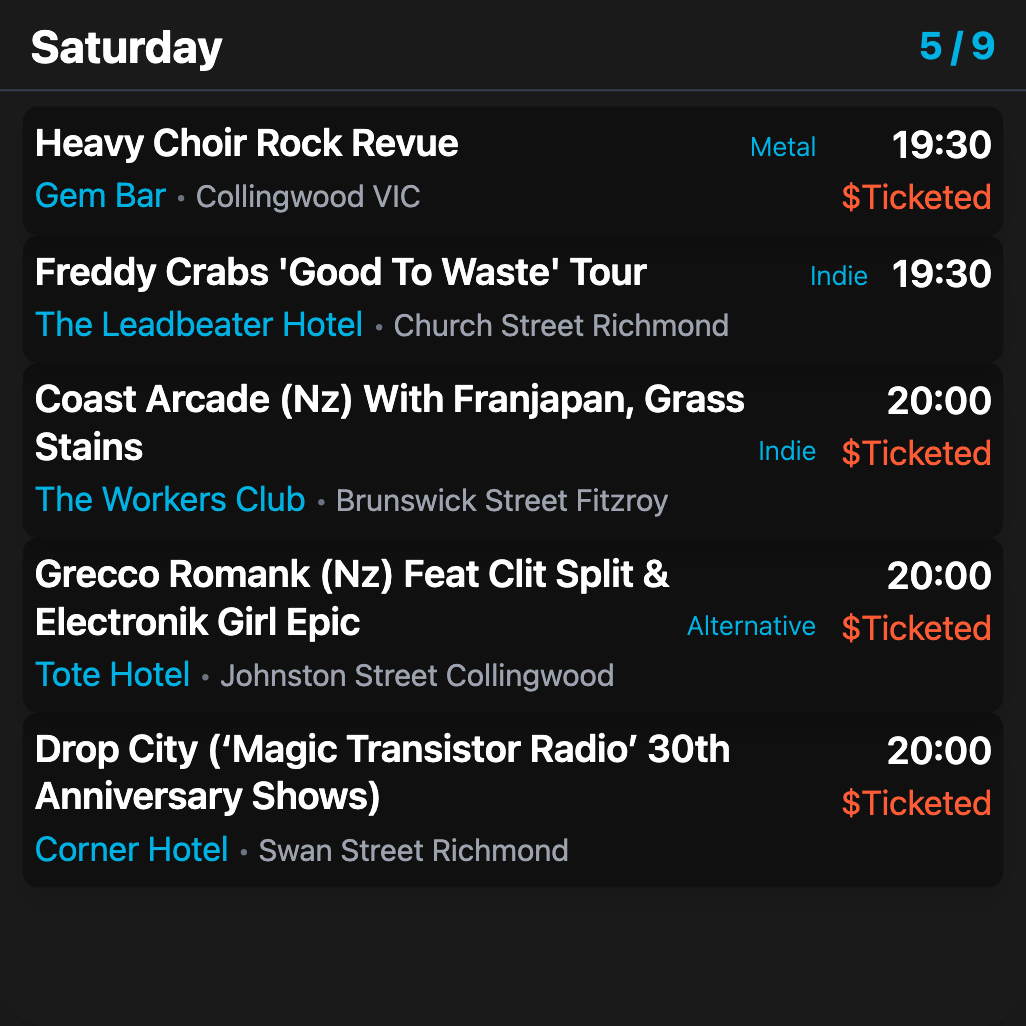 Saturday 5 / 9
Heavy Choir Rock Revue Metal 19:30
Gem Bar • Collingwood VIC $Ticketed
Freddy Crabs 'Good To Waste' Tour Indie 19:30
The Leadbeater Hotel • Church Street Richmond
Coast Arcade (Nz) With Franjapan, Grass 20:00
Stains Indie $Ticketed
The Workers Club • Brunswick Street Fitzroy
Grecco Romank (Nz) Feat Clit Split & 20:00
Electronik Girl Epic Alternative $Ticketed
Tote Hotel • Johnston Street Collingwood
Drop City (‘Magic Transistor Radio’ 30th 20:00
Anniversary Shows) $Ticketed
Corner Hotel • Swan Street Richmond